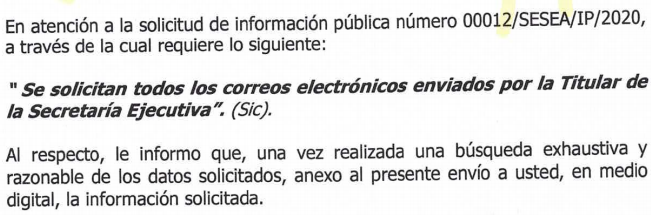 En atención a la solicitud de información pública número 00012/SESEA/IP/2020,
a través de la cual requiere lo siguiente:
" Se solicitan todos los correos electrónicos enviados por la Titular de
la Secretaría Ejecutiva". (Sic).
Al respecto, le informo que, una vez realizada una búsqueda exhaustiva y
razonable de los datos solicitados, anexo al presente envío a usted, en medio
digital, la información solicitada.